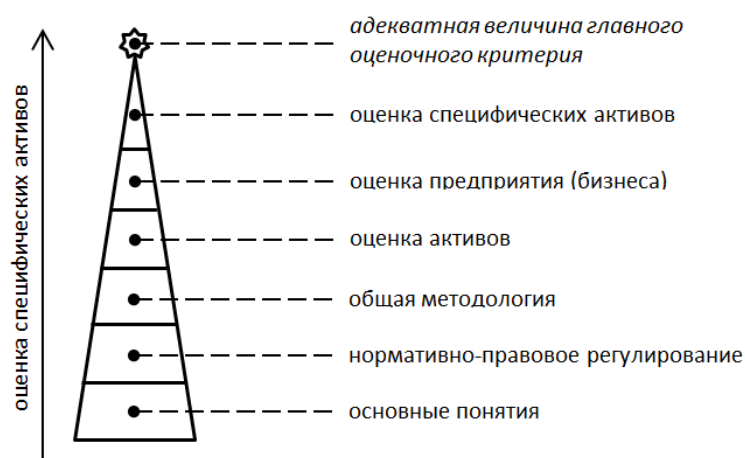 адекватная величина главного
оценочного критерия
оценка специфических активов
оценка предприятия (бизнеса)
оценка активов
общая методология
нормативно-правовое регулирование
основные понятия
оценка специфических активов